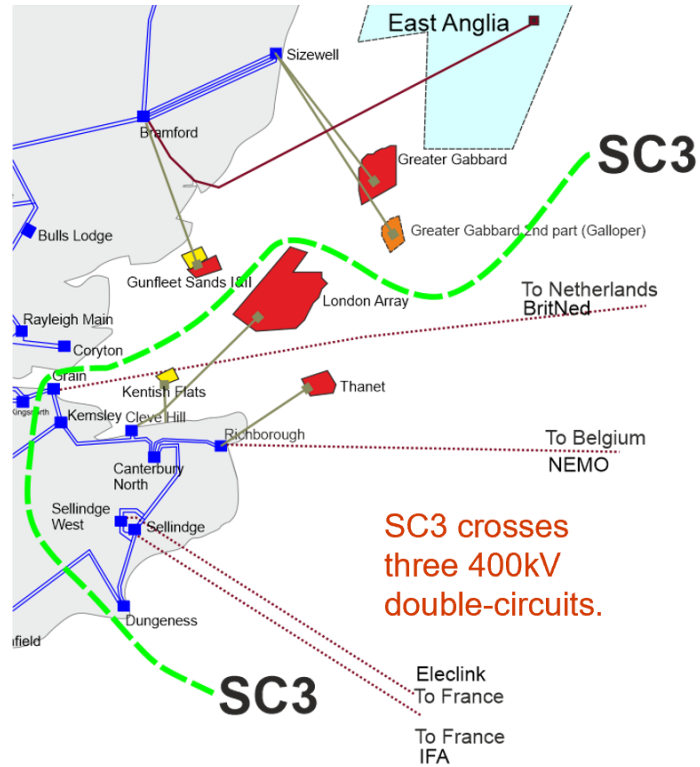 East Anglia
Sizewell
Bramford
SC3
Greater Gabbard
Greater Gabbard 2nd part (Galloper)
Bulls Lodge
Gunfleet Sands I&II
London Array
To Netherlands
BritNed
Rayleigh Main
Coryton
Grain
Kentish Flats
Thanet
Kingsnorth
Kemsley
Cleve Hill
Richborough
To Belgium
NEMO
Canterbury
North
Sellindge
West
Sellindge
SC3 crosses
three 400kV
double-circuits.
Dungeness
nfield
SC3
Eleclink
To France
To France
IFA